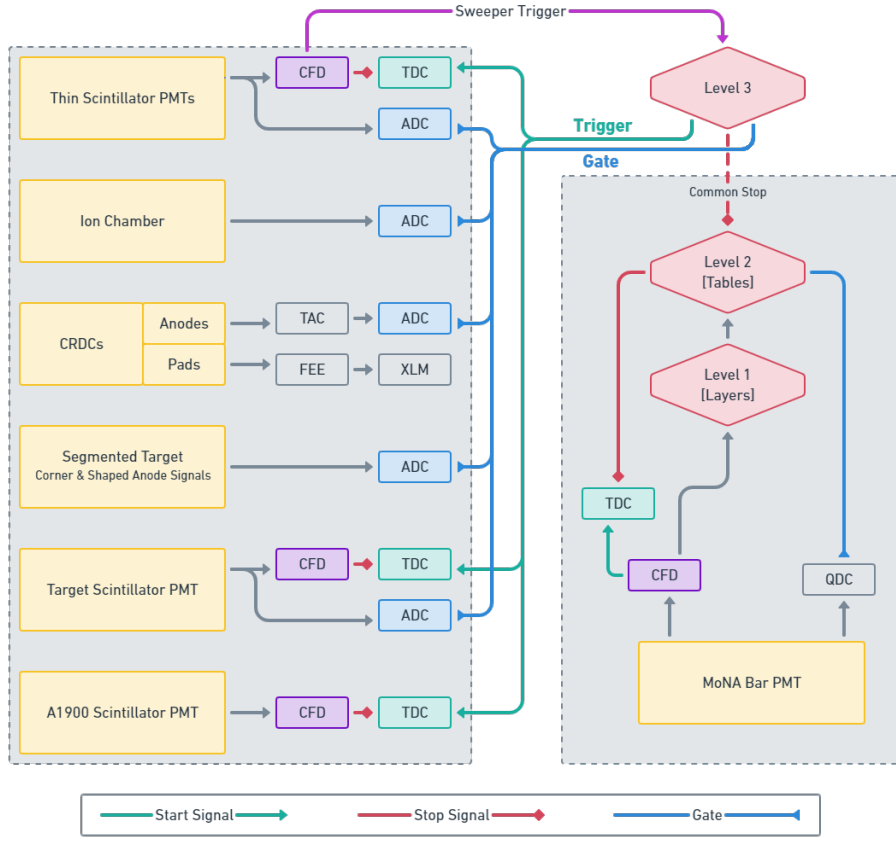 Sweeper Trigger
Thin Scintillator PMTs
CFD
TDC
ADC
Level 3
Trigger
Gate
Common Stop
Ion Chamber
ADC
Level 2
[Tables]
CRDCs
Anodes
TAC
ADC
Pads
FEE
XLM
Level 1
[Layers]
Segmented Target
Corner & Shaped Anode Signals
ADC
TDC
Target Scintillator PMT
CFD
TDC
ADC
CFD
QDC
A1900 Scintillator PMT
CFD
TDC
MoNA Bar PMT
Start Signal
Stop Signal
Gate